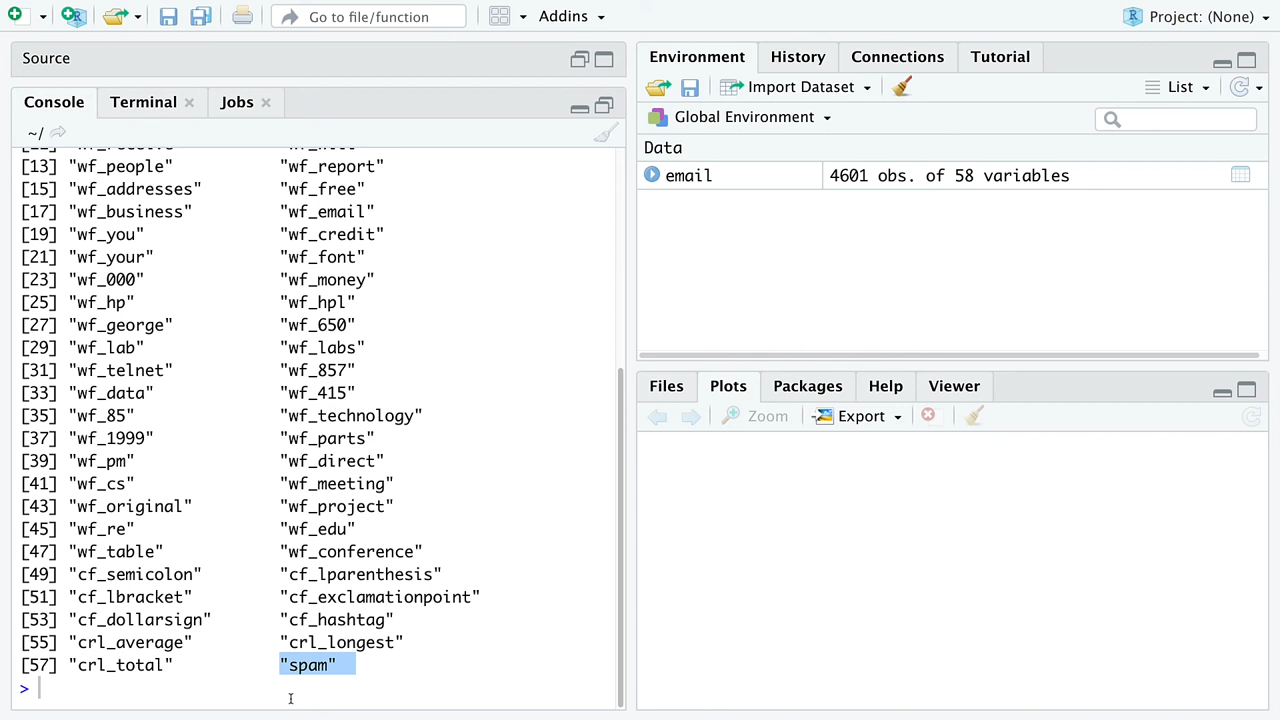 Go to file/function
Addins
Project: (None)
Source
Console
Terminal
Jobs
~/
[13] "wf_people" "wf_report"
[15] "wf_addresses" "wf_free"
[17] "wf_business" "wf_email"
[19] "wf_you" "wf_credit"
[21] "wf_your" "wf_font"
[23] "wf_000" "wf_money"
[25] "wf_hp" "wf_hpl"
[27] "wf_george" "wf_650"
[29] "wf_lab" "wf_labs"
[31] "wf_telnet" "wf_857"
[33] "wf_data" "wf_415"
[35] "wf_85" "wf_technology"
[37] "wf_1999" "wf_parts"
[39] "wf_pm" "wf_direct"
[41] "wf_cs" "wf_meeting"
[43] "wf_original" "wf_project"
[45] "wf_re" "wf_edu"
[47] "wf_table" "wf_conference"
[49] "cf_semicolon" "cf_lparenthesis"
[51] "cf_lbracket" "cf_exclamationpoint"
[53] "cf_dollarsign" "cf_hashtag"
[55] "crl_average" "crl_longest"
[57] "crl_total" "spam"
>
Environment
History
Connections
Tutorial
Import Dataset
List
Global Environment
Data
email 4601 obs. of 58 variables
Files
Plots
Packages
Help
Viewer
Zoom
Export